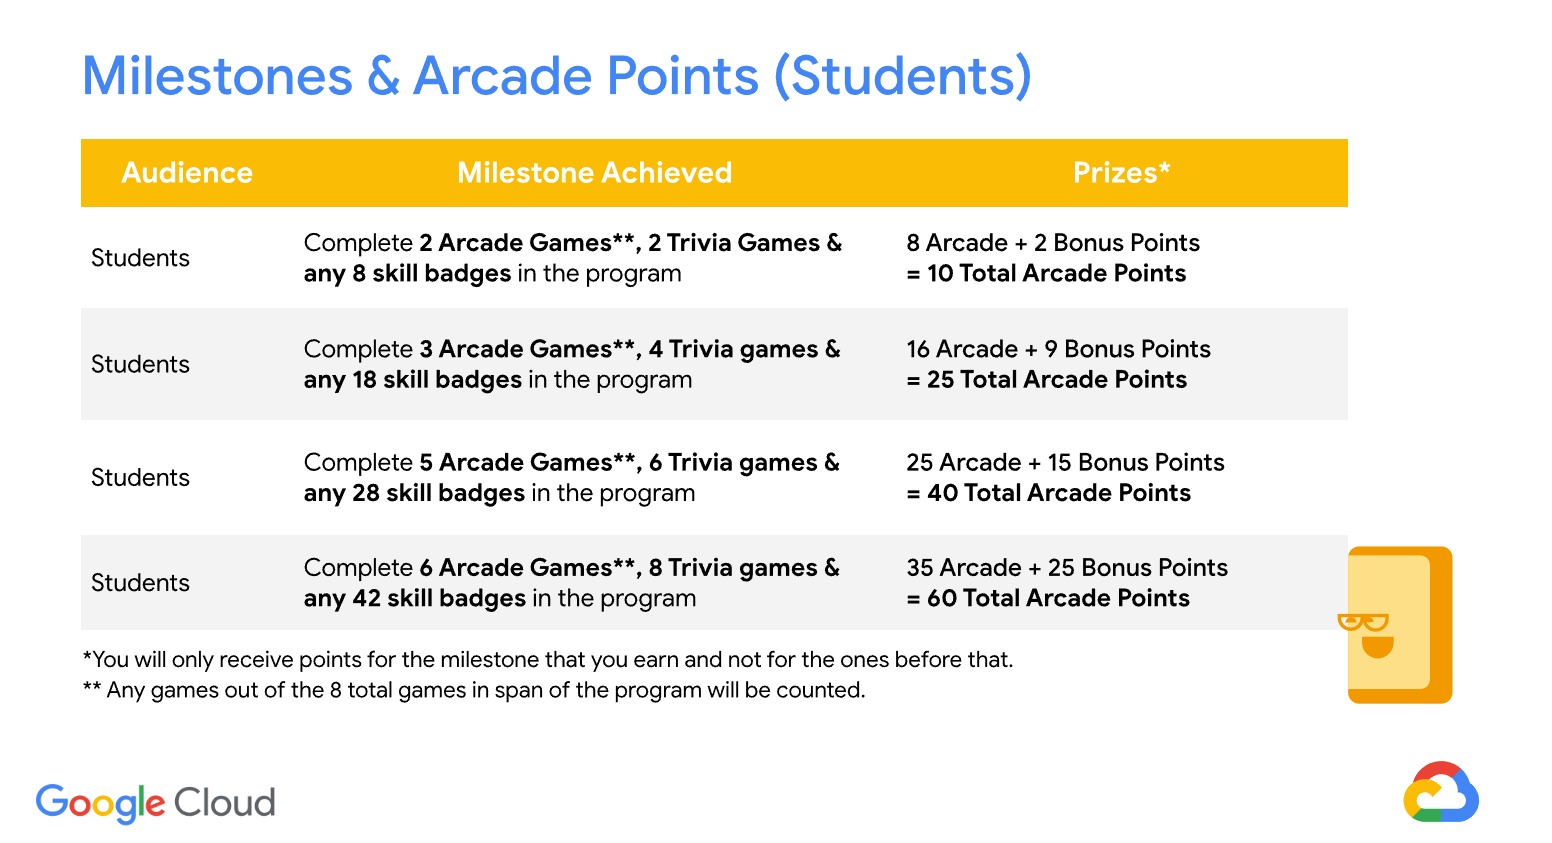 Milestones & Arcade Points (Students)
Audience Milestone Achieved Prizes*
Students
Complete 2 Arcade Games**, 2 Trivia Games &
any 8 skill badges in the program
8 Arcade + 2 Bonus Points
= 10 Total Arcade Points
Students
Complete 3 Arcade Games**, 4 Trivia games &
any 18 skill badges in the program
16 Arcade + 9 Bonus Points
= 25 Total Arcade Points
Students
Complete 5 Arcade Games**, 6 Trivia games &
any 28 skill badges in the program
25 Arcade + 15 Bonus Points
= 40 Total Arcade Points
Students
Complete 6 Arcade Games**, 8 Trivia games &
any 42 skill badges in the program
35 Arcade + 25 Bonus Points
= 60 Total Arcade Points
*You will only receive points for the milestone that you earn and not for the ones before that.
** Any games out of the 8 total games in span of the program will be counted.
Google Cloud